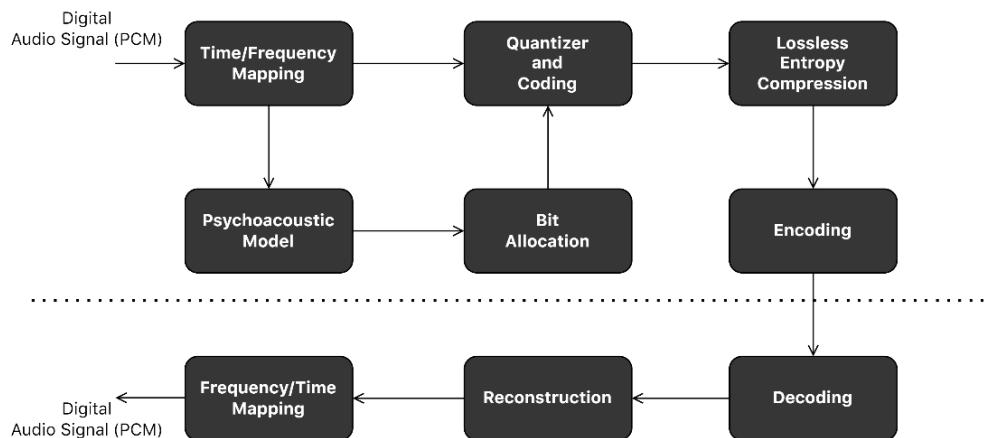 Digital
Audio Signal (PCM)
Time/Frequency
Mapping
Quantizer
and
Coding
Lossless
Entropy
Compression
Psychoacoustic
Model
Bit
Allocation
Encoding
Frequency/Time
Mapping
Reconstruction
Decoding
Digital
Audio Signal (PCM)